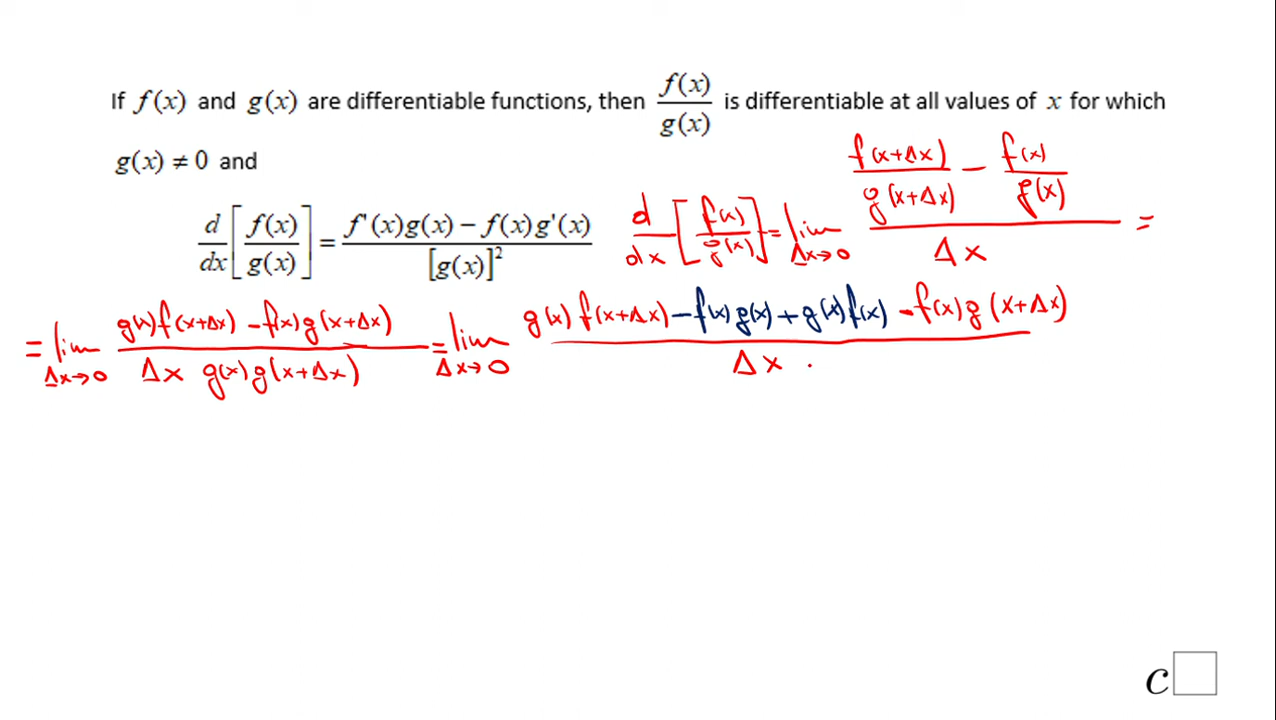 If f(x) and g(x) are differentiable functions, then f(x)/g(x) is differentiable at all values of x for which
g(x) ≠ 0 and
d/dx [f(x)/g(x)] = (f'(x)g(x) − f(x)g'(x))/[g(x)]² d/dx [f(x)/g(x)] = lim Δx→0 (f(x+Δx)/g(x+Δx) − f(x)/g(x))/Δx =
= lim Δx→0 (g(x)f(x+Δx) − f(x)g(x+Δx))/(Δx g(x)g(x+Δx)) = lim Δx→0 (g(x)f(x+Δx) − f(x)g(x) + g(x)f(x) − f(x)g(x+Δx))/(Δx ·
c